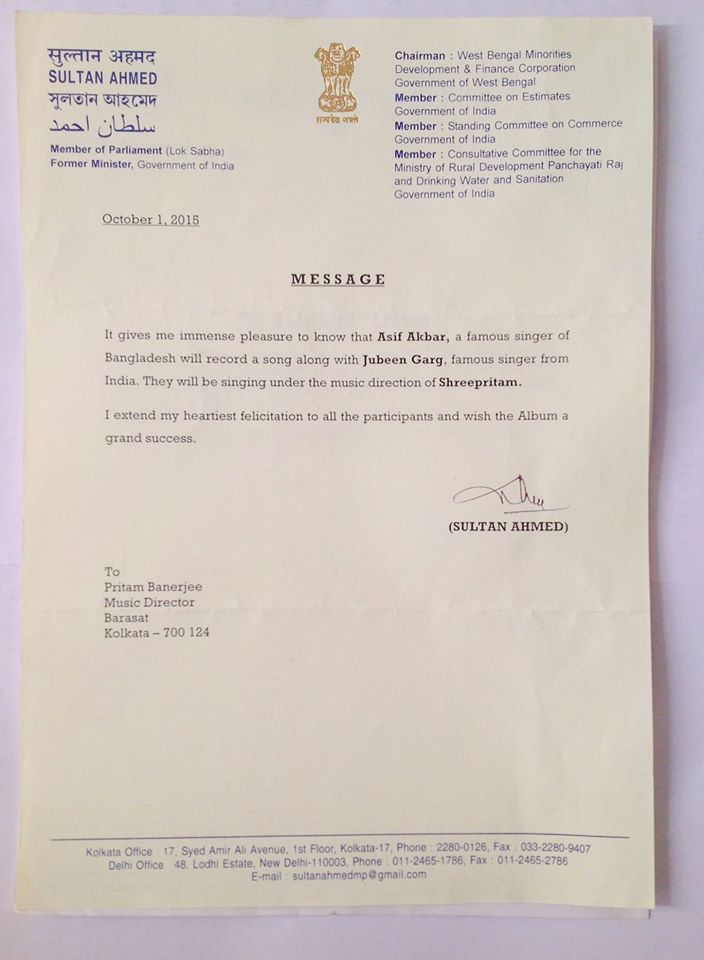 सुल्तान अहमद
SULTAN AHMED
সুলতান আহমেদ
سلطان احمد
Member of Parliament (Lok Sabha)
Former Minister, Government of India
सत्यमेव जयते
Chairman : West Bengal Minorities
Development & Finance Corporation
Government of West Bengal
Member : Committee on Estimates
Government of India
Member : Standing Committee on Commerce
Government of India
Member : Consultative Committee for the
Ministry of Rural Development Panchayati Raj
and Drinking Water and Sanitation
Government of India
October 1, 2015
MESSAGE
It gives me immense pleasure to know that Asif Akbar, a famous singer of
Bangladesh will record a song along with Jubeen Garg, famous singer from
India. They will be singing under the music direction of Shreepritam.
I extend my heartiest felicitation to all the participants and wish the Album a
grand success.
(SULTAN AHMED)
To
Pritam Banerjee
Music Director
Barasat
Kolkata – 700 124
Kolkata Office : 17, Syed Amir Ali Avenue, 1st Floor, Kolkata-17, Phone : 2280-0126, Fax : 033-2280-9407
Delhi Office : 48, Lodhi Estate, New Delhi-110003, Phone : 011-2465-1786, Fax : 011-2465-2786
E-mail : sultanahmedmp@gmail.com